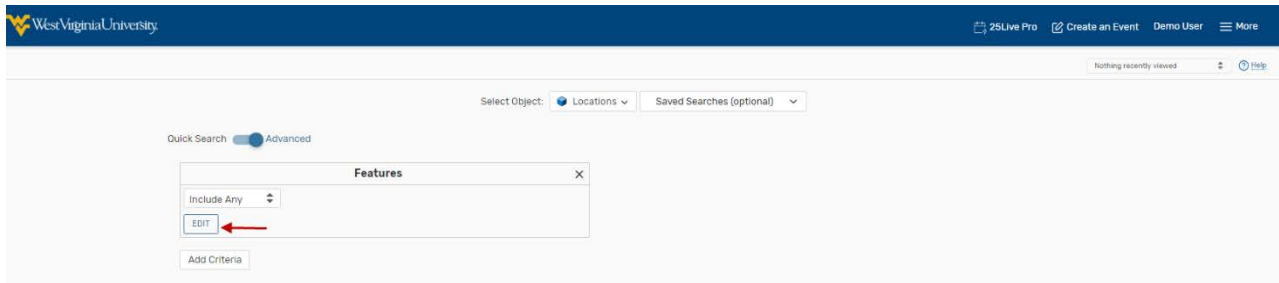 WestVirginiaUniversity.
25Live Pro Create an Event Demo User More
Nothing recently viewed Help
Select Object: Locations Saved Searches (optional)
Quick Search Advanced
Features
Include Any
EDIT
Add Criteria